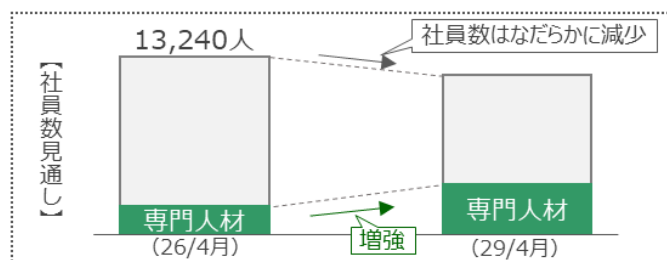 13,240人
社員数はなだらかに減少
【社員数見通し】
専門人材
専門人材
増強
(26/4月)
(29/4月)